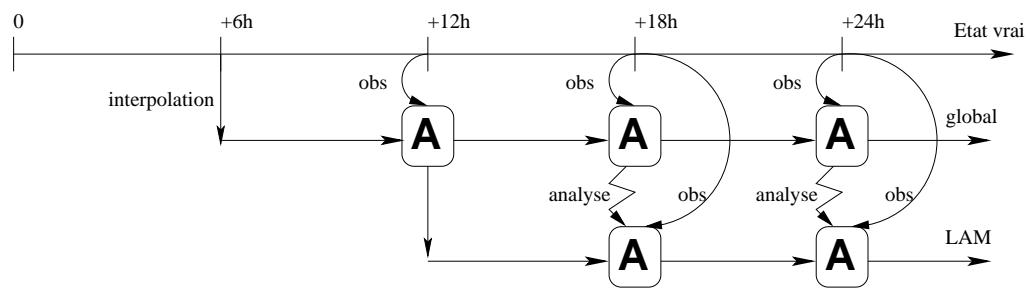 0
+6h
+12h
+18h
+24h
Etat vrai
obs
obs
obs
interpolation
global
A
A
A
analyse
obs
analyse
obs
LAM
A
A